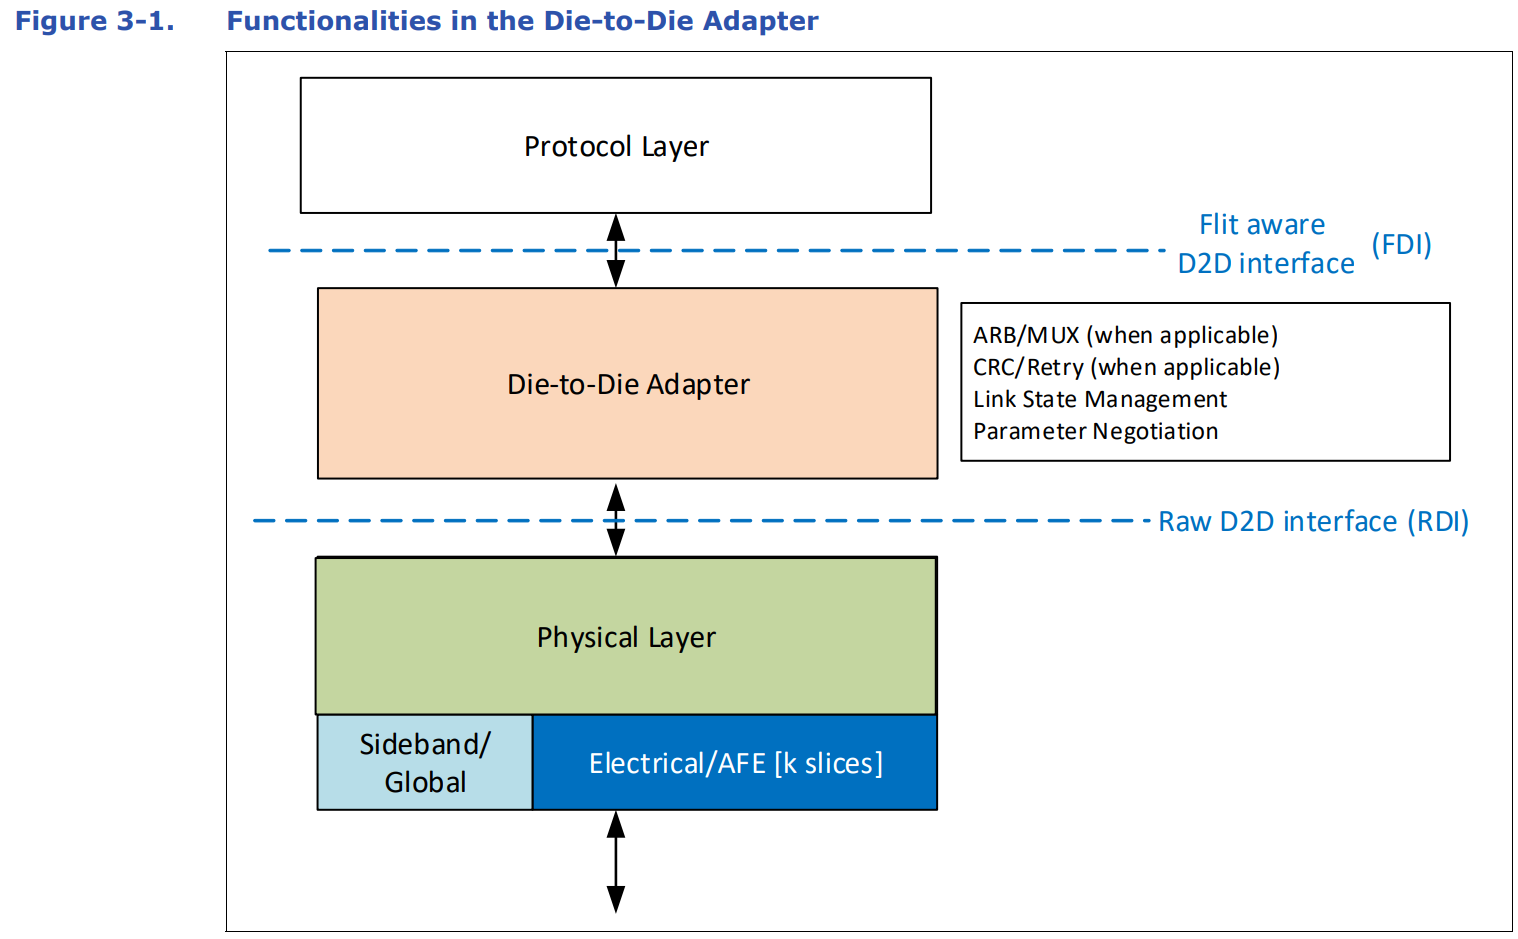 Figure 3-1. Functionalities in the Die-to-Die Adapter
Protocol Layer
Flit aware
D2D interface (FDI)
Die-to-Die Adapter
ARB/MUX (when applicable)
CRC/Retry (when applicable)
Link State Management
Parameter Negotiation
Raw D2D interface (RDI)
Physical Layer
Sideband/
Global
Electrical/AFE [k slices]